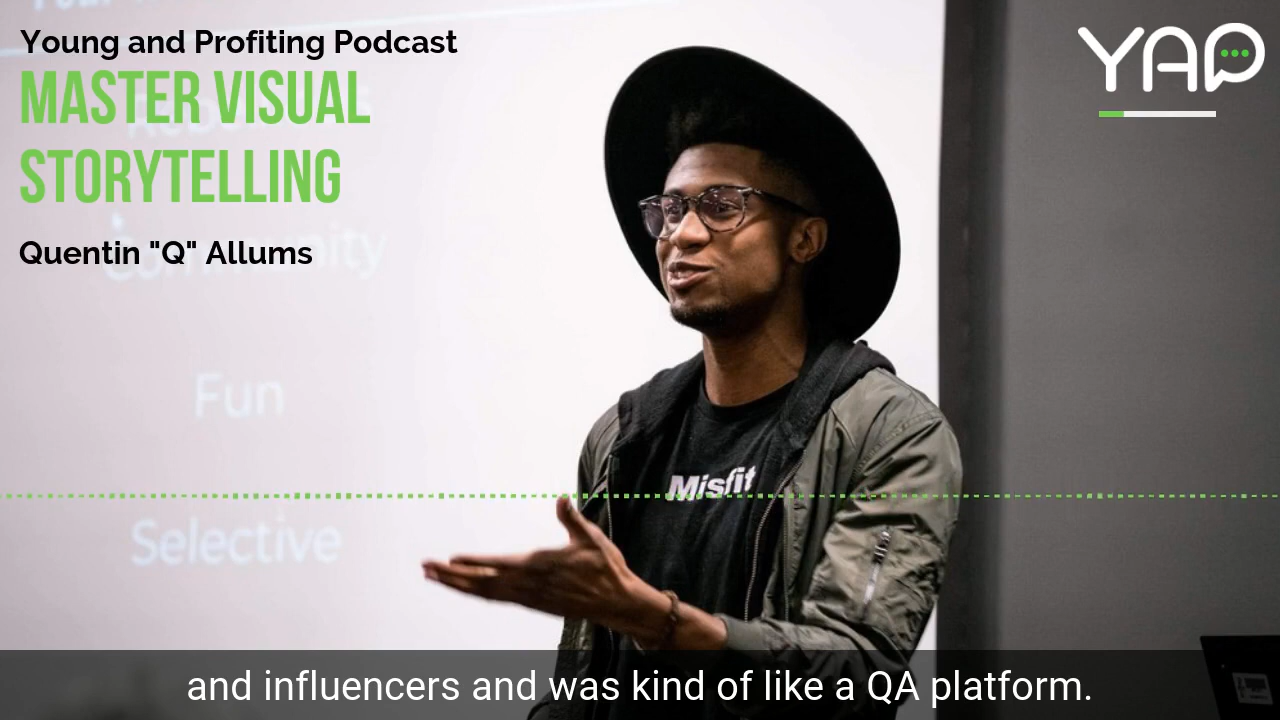 Young and Profiting Podcast
MASTER VISUAL
STORYTELLING
Quentin "Q" Allums
YAP
Community
Fun
Selective
Misfit
and influencers and was kind of like a QA platform.